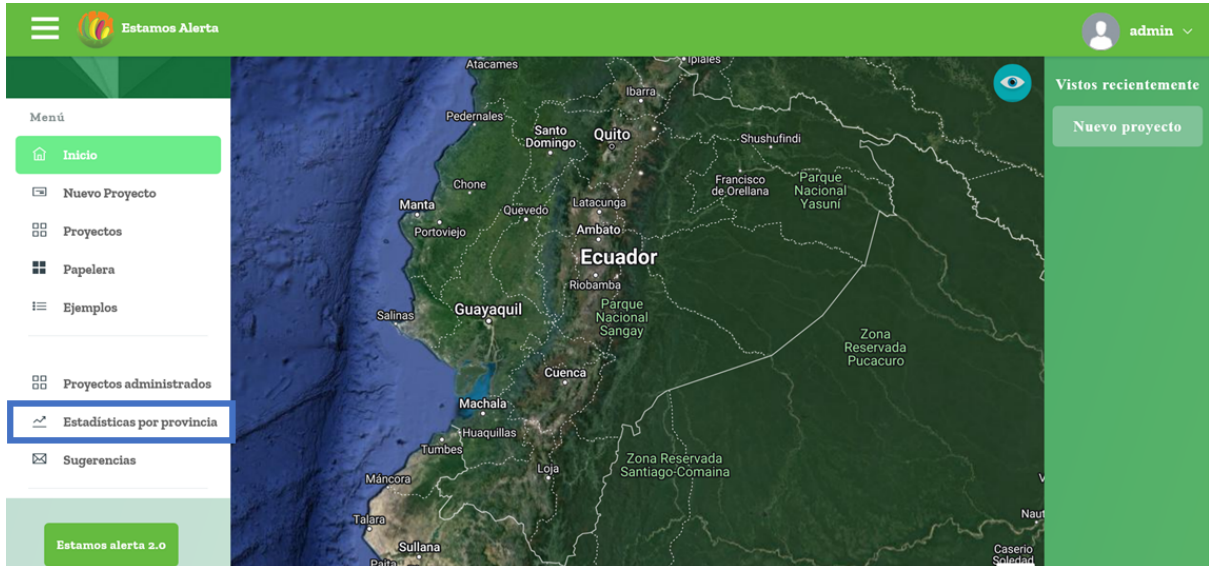 Estamos Alerta
admin
Menú
Inicio
Nuevo Proyecto
Proyectos
Papelera
Ejemplos
Proyectos administrados
Estadísticas por provincia
Sugerencias
Estamos alerta 2.0
Atacames
Ipiales
Ibarra
Pedernales
Santo
Domingo
Quito
Shushufindi
Chone
Francisco
de Orellana
Parque
Nacional
Yasuní
Manta
Quevedo
Latacunga
Portoviejo
Ambato
Ecuador
Riobamba
Salinas
Guayaquil
Parque
Nacional
Sangay
Zona
Reservada
Pucacuro
Cuenca
Machala
Huaquillas
Tumbes
Loja
Zona Reservada
Santiago-Comaina
Máncora
Talara
Sullana
Paita
Caserio
Soledad
Vistos recientemente
Nuevo proyecto